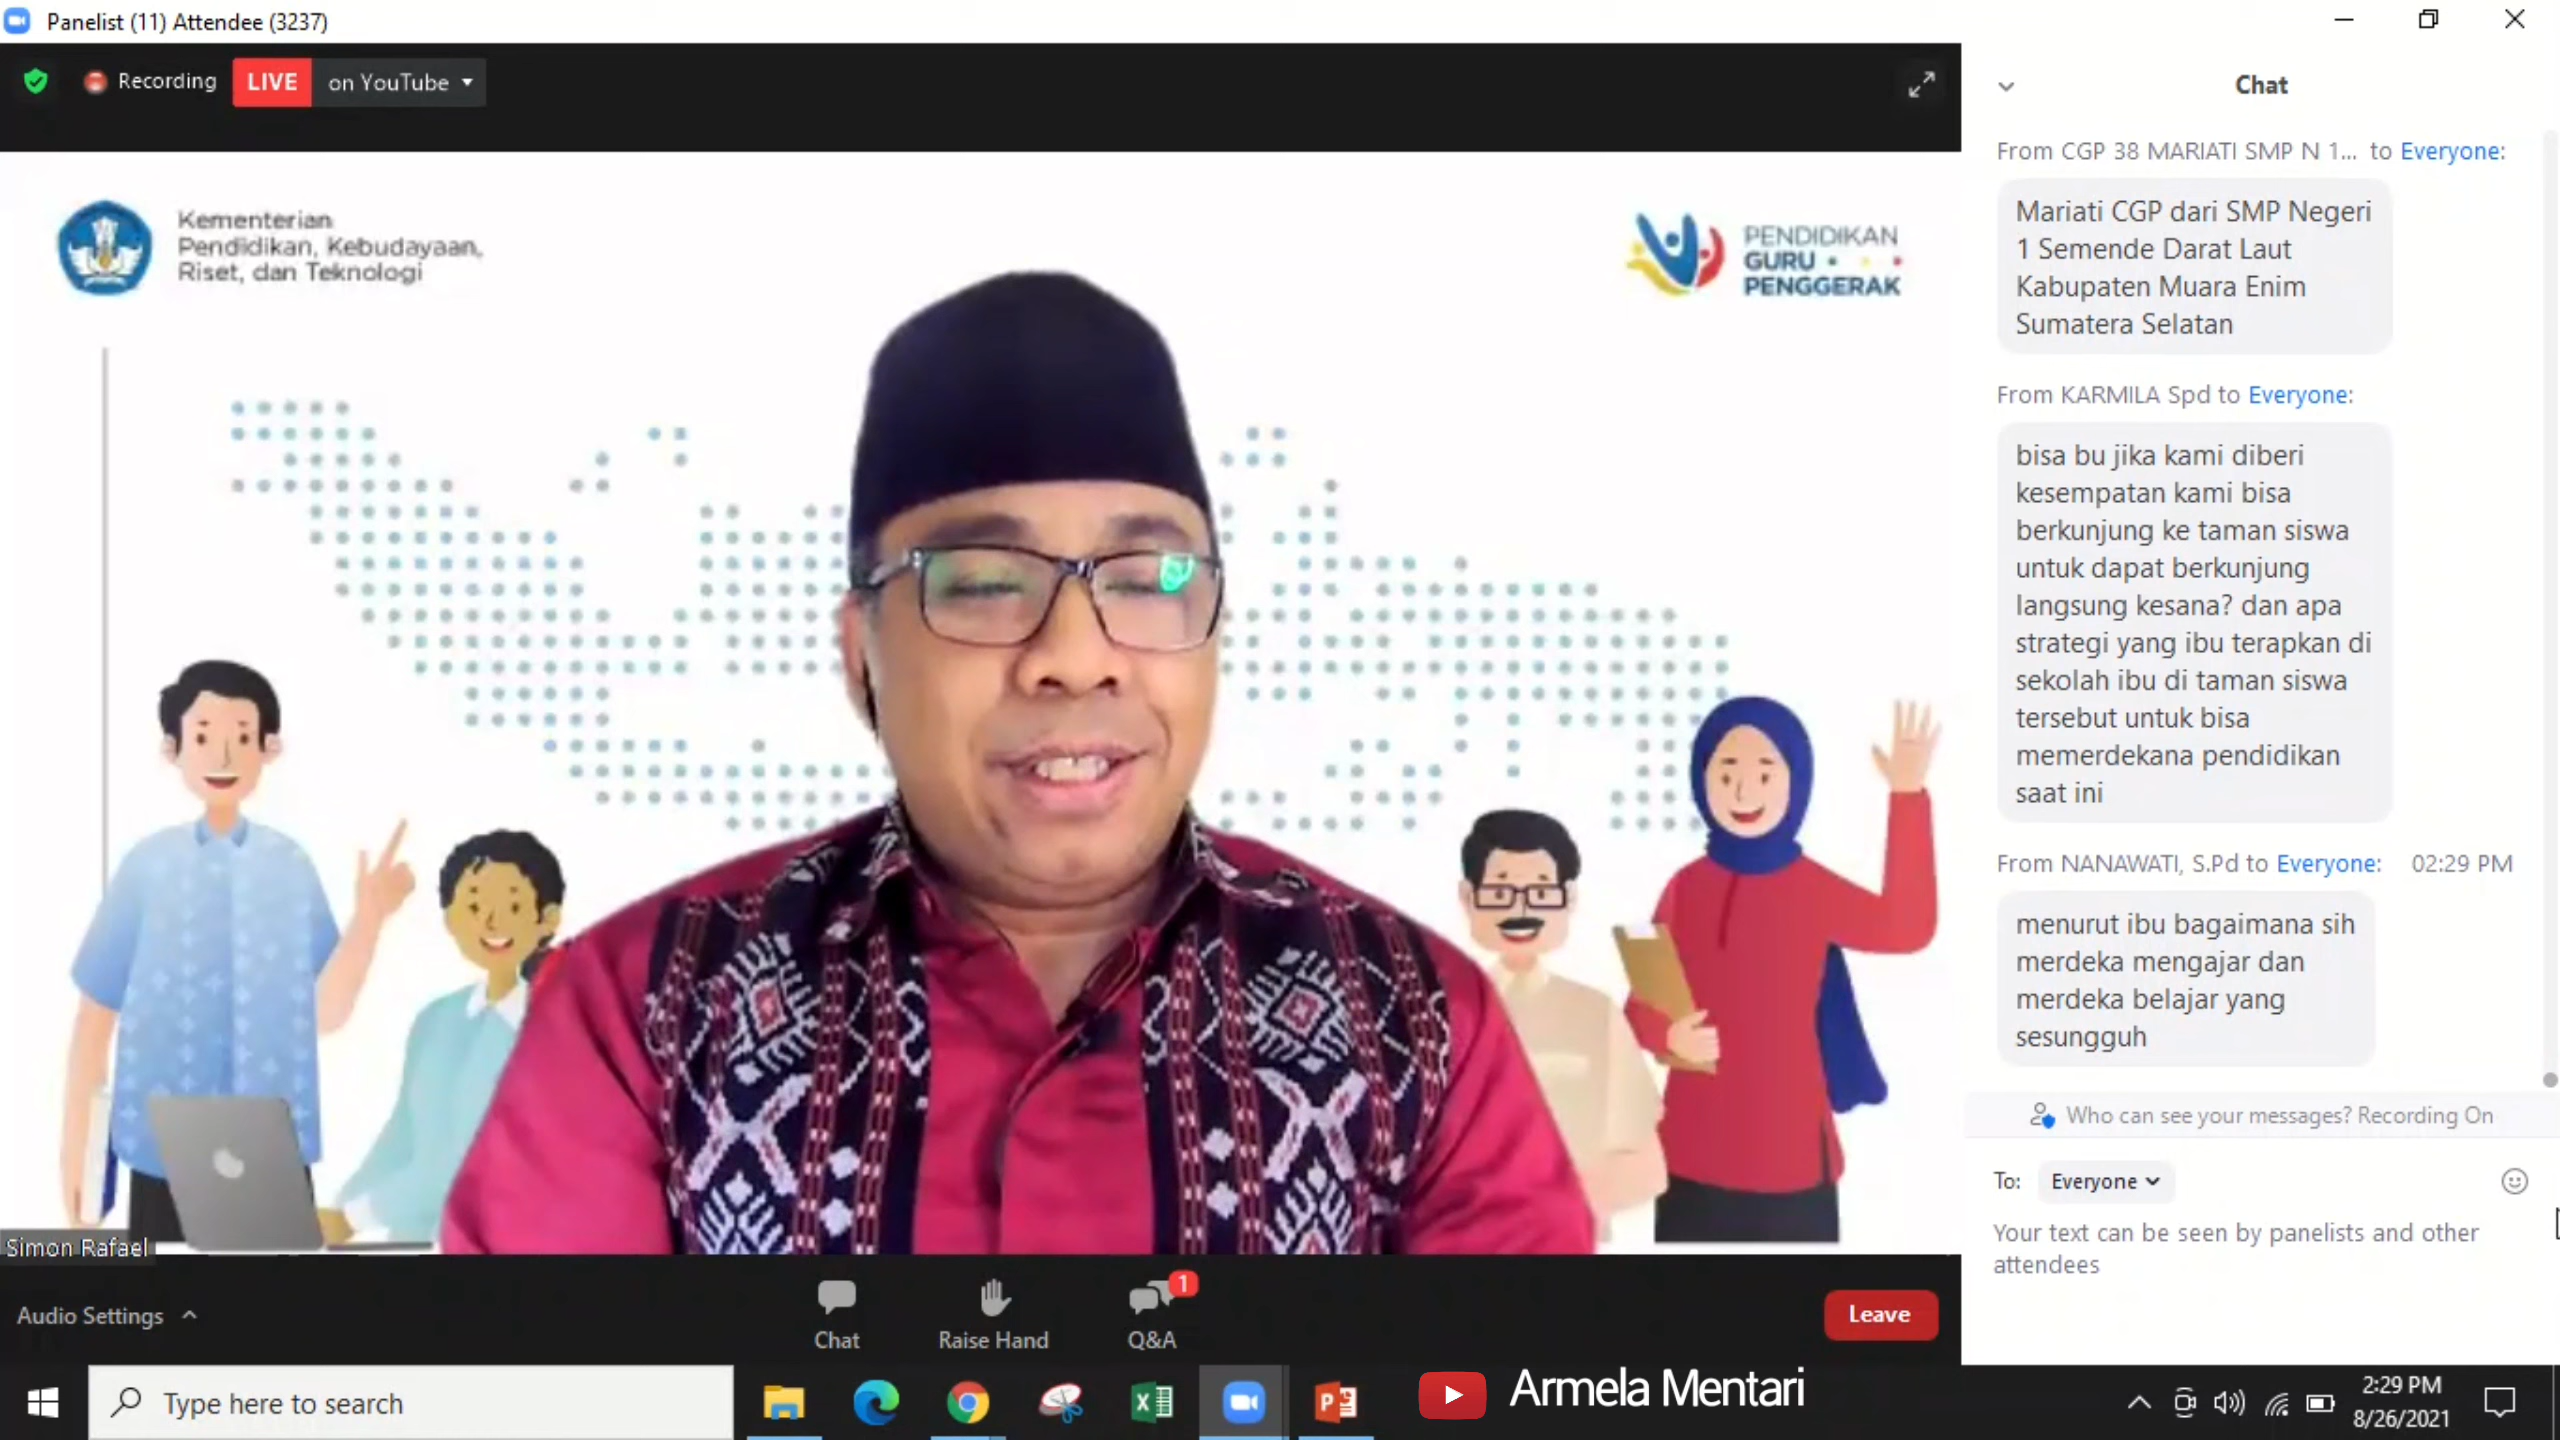 Panelist (11) Attendee (3237)
Recording
LIVE
on YouTube
Kementerian
Pendidikan, Kebudayaan,
Riset, dan Teknologi
PENDIDIKAN
GURU
PENGGERAK
Simon Rafael
Audio Settings
Chat
Raise Hand
1
Q&A
Leave
Chat
From CGP 38 MARIATI SMP N 1... to Everyone:
Mariati CGP dari SMP Negeri
1 Semende Darat Laut
Kabupaten Muara Enim
Sumatera Selatan
From KARMILA Spd to Everyone:
bisa bu jika kami diberi
kesempatan kami bisa
berkunjung ke taman siswa
untuk dapat berkunjung
langsung kesana? dan apa
strategi yang ibu terapkan di
sekolah ibu di taman siswa
tersebut untuk bisa
memerdekana pendidikan
saat ini
From NANAWATI, S.Pd to Everyone: 02:29 PM
menurut ibu bagaimana sih
merdeka mengajar dan
merdeka belajar yang
sesungguh
Who can see your messages? Recording On
To: Everyone
Your text can be seen by panelists and other
attendees
Type here to search
Armela Mentari
2:29 PM
8/26/2021